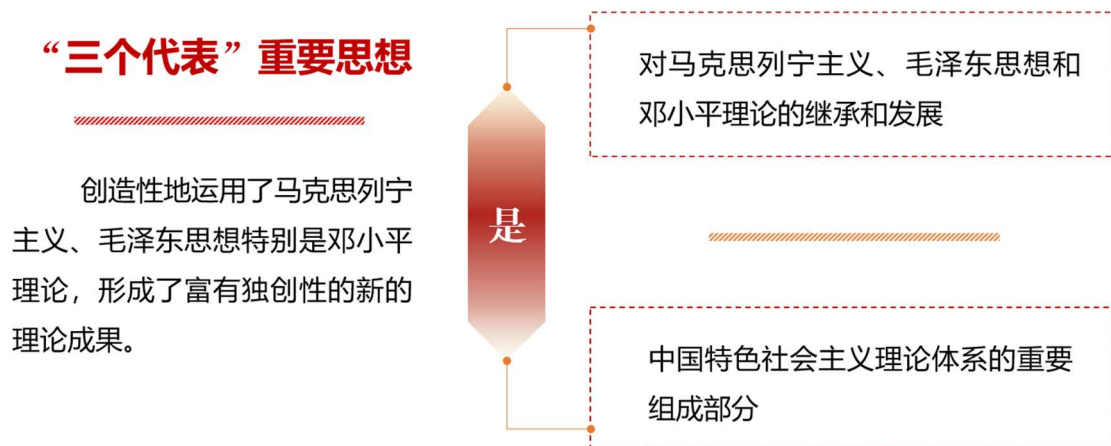 “三个代表”重要思想
创造性地运用了马克思列宁
主义、毛泽东思想特别是邓小平
理论，形成了富有独创性的新的
理论成果。
是
对马克思列宁主义、毛泽东思想和
邓小平理论的继承和发展
中国特色社会主义理论体系的重要
组成部分